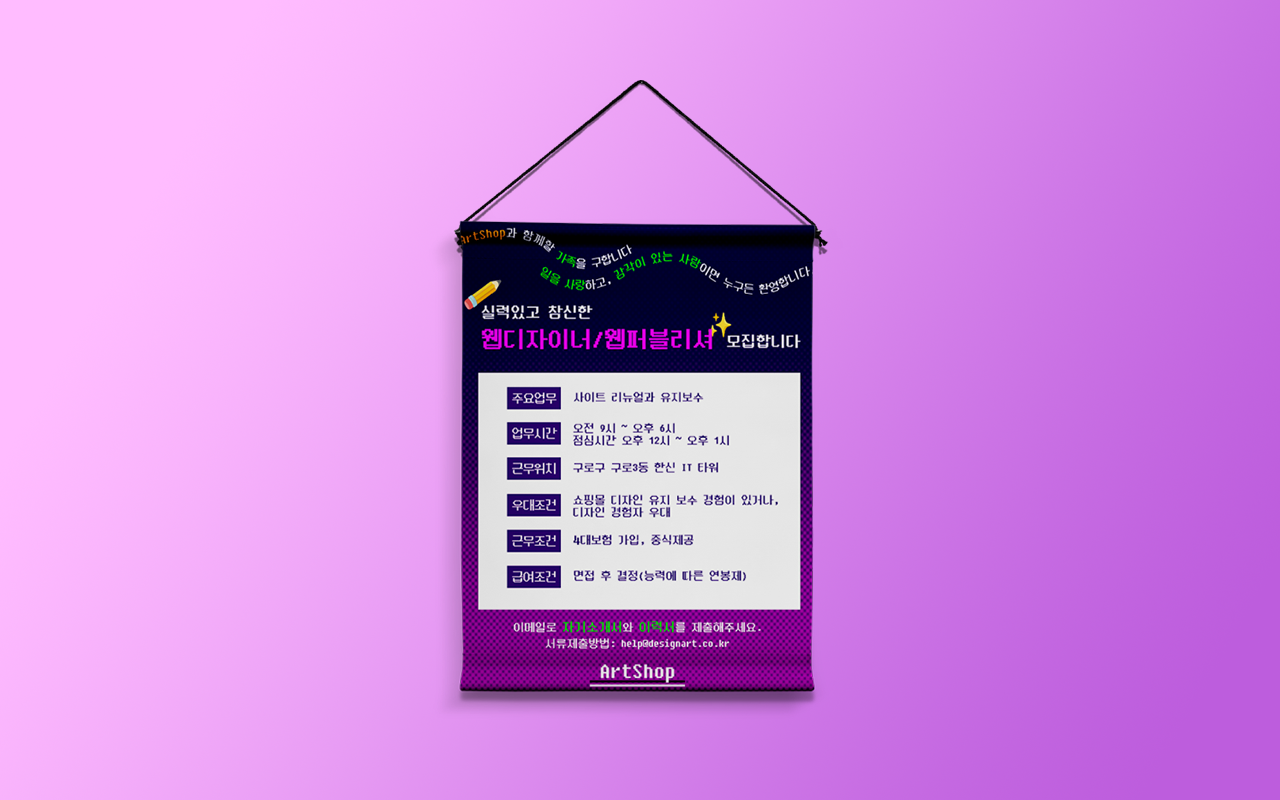 ArtShop과 함께할 가족을 구합니다
일을 사랑하고, 감각이 있는 사람이면 누구든 환영합니다
실력있고 참신한
웹디자이너/웹퍼블리셔 모집합니다
주요업무 사이트 리뉴얼과 유지보수
업무시간 오전 9시 ~ 오후 6시
점심시간 오후 12시 ~ 오후 1시
근무위치 구로구 구로3동 한신 IT 타워
우대조건 쇼핑몰 디자인 유지 보수 경험이 있거나,
디자인 경험자 우대
근무조건 4대보험 가입, 중식제공
급여조건 면접 후 결정(능력에 따른 연봉제)
이메일로 자기소개서와 이력서를 제출해주세요.
서류제출방법: help@designart.co.kr
ArtShop